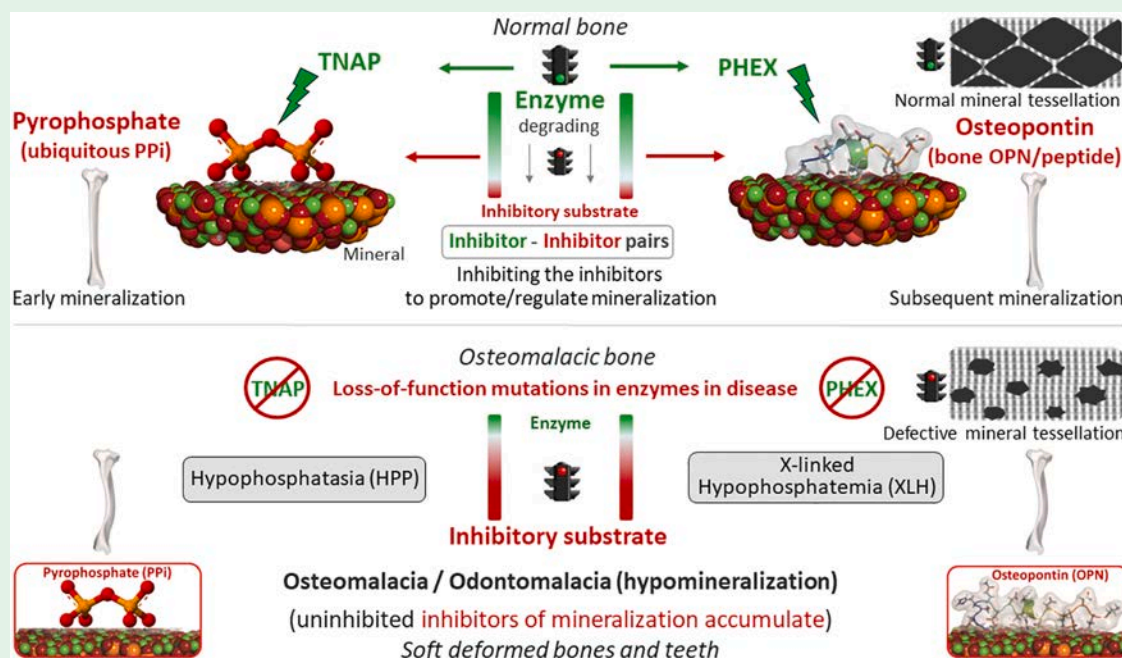 Normal bone
TNAP
PHEX
Enzyme
degrading
Normal mineral tessellation
Pyrophosphate
(ubiquitous PPi)
Osteopontin
(bone OPN/peptide)
Inhibitory substrate
Inhibitor - Inhibitor pairs
Mineral
Inhibiting the inhibitors
to promote/regulate mineralization
Early mineralization
Subsequent mineralization
Osteomalacic bone
TNAP
Loss-of-function mutations in enzymes in disease
PHEX
Enzyme
Defective mineral tessellation
Hypophosphatasia (HPP)
X-linked
Hypophosphatemia (XLH)
Inhibitory substrate
Pyrophosphate (PPi)
Osteopontin (OPN)
Osteomalacia / Odontomalacia (hypomineralization)
(uninhibited inhibitors of mineralization accumulate)
Soft deformed bones and teeth